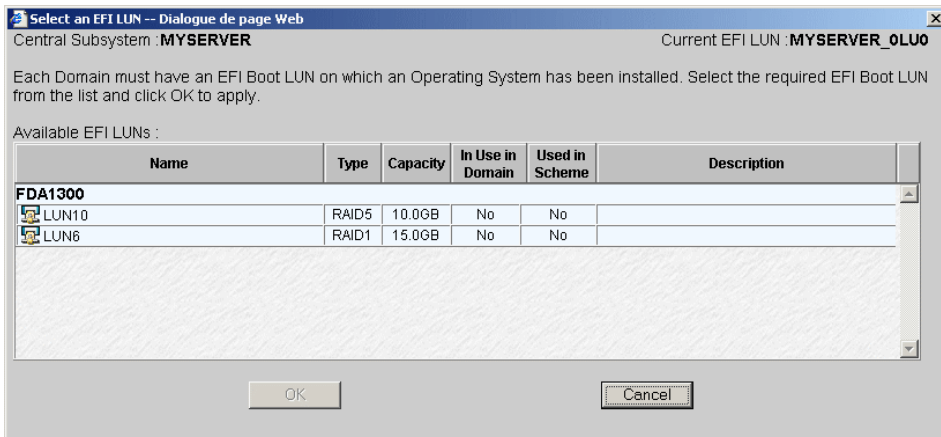 Select an EFI LUN -- Dialogue de page Web
Central Subsystem :MYSERVER Current EFI LUN :MYSERVER_0LU0
Each Domain must have an EFI Boot LUN on which an Operating System has been installed. Select the required EFI Boot LUN
from the list and click OK to apply.
Available EFI LUNs :
Name Type Capacity In Use in Domain Used in Scheme Description
FDA1300
LUN10 RAID5 10.0GB No No
LUN6 RAID1 15.0GB No No
OK Cancel